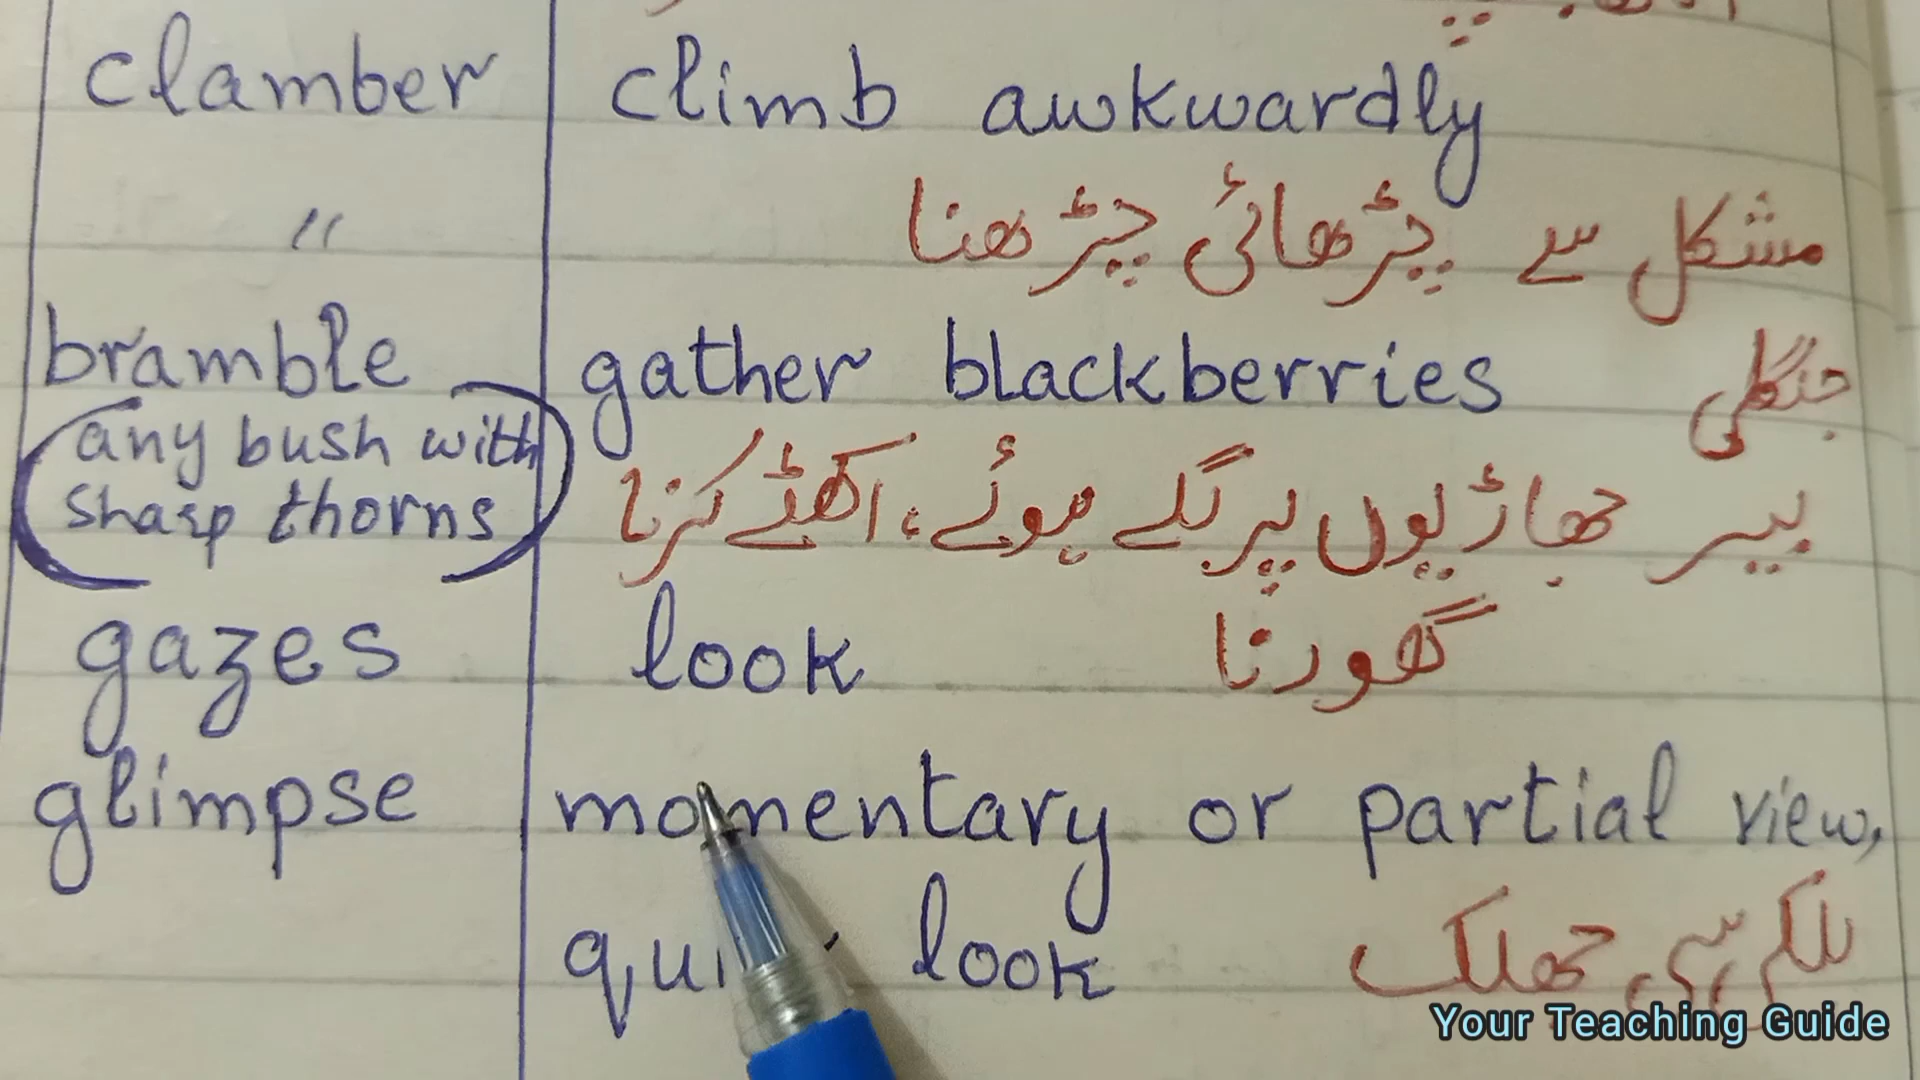 clamber climb awkwardly
" مشکل سے چڑھائی چڑھنا
bramble gather blackberries جنگلی
any bush with
sharp thorns
بیر جھاڑیوں پر لگے ہوئے، اکھٹے کرنا
gazes look گھورنا
glimpse momentary or partial view,
look ہلکی سی جھلک
Your Teaching Guide